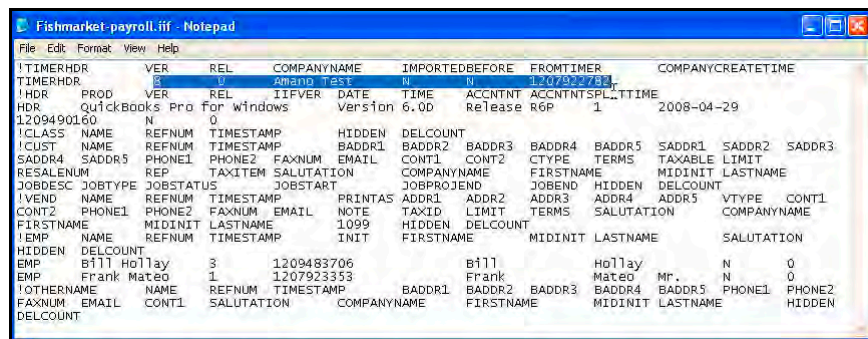 Fishmarket-payroll.iif - Notepad
File Edit Format View Help
!TIMERHDR VER REL COMPANYNAME IMPORTEDBEFORE FROMTIMER COMPANYCREATETIME
TIMERHDR 8 0 Amano Test N N 1207922782
!HDR PROD VER REL IIFVER DATE TIME ACCNTNT ACCNTNTSPLITTIME
HDR QuickBooks Pro for Windows Version 6.0D Release R6P 1 2008-04-29
1209490160 N 0
!CLASS NAME REFNUM TIMESTAMP HIDDEN DELCOUNT
!CUST NAME REFNUM TIMESTAMP BADDR1 BADDR2 BADDR3 BADDR4 BADDR5 SADDR1 SADDR2 SADDR3
SADDR4 SADDR5 PHONE1 PHONE2 FAXNUM EMAIL CONT1 CONT2 CTYPE TERMS TAXABLE LIMIT
RESALENUM REP TAXITEM SALUTATION COMPANYNAME FIRSTNAME MIDINIT LASTNAME
JOBDESC JOBTYPE JOBSTATUS JOBSTART JOBPROJEND JOBEND HIDDEN DELCOUNT
!VEND NAME REFNUM TIMESTAMP PRINTAS ADDR1 ADDR2 ADDR3 ADDR4 ADDR5 VTYPE CONT1
CONT2 PHONE1 PHONE2 FAXNUM EMAIL NOTE TAXID LIMIT TERMS SALUTATION COMPANYNAME
FIRSTNAME MIDINIT LASTNAME 1099 HIDDEN DELCOUNT
!EMP NAME REFNUM TIMESTAMP INIT FIRSTNAME MIDINIT LASTNAME SALUTATION
HIDDEN DELCOUNT
EMP Bill Hollay 3 1209483706 Bill Hollay N 0
EMP Frank Mateo 1 1207923353 Frank Mateo Mr. N 0
!OTHERNAME NAME REFNUM TIMESTAMP BADDR1 BADDR2 BADDR3 BADDR4 BADDR5 PHONE1 PHONE2
FAXNUM EMAIL CONT1 SALUTATION COMPANYNAME FIRSTNAME MIDINIT LASTNAME HIDDEN
DELCOUNT